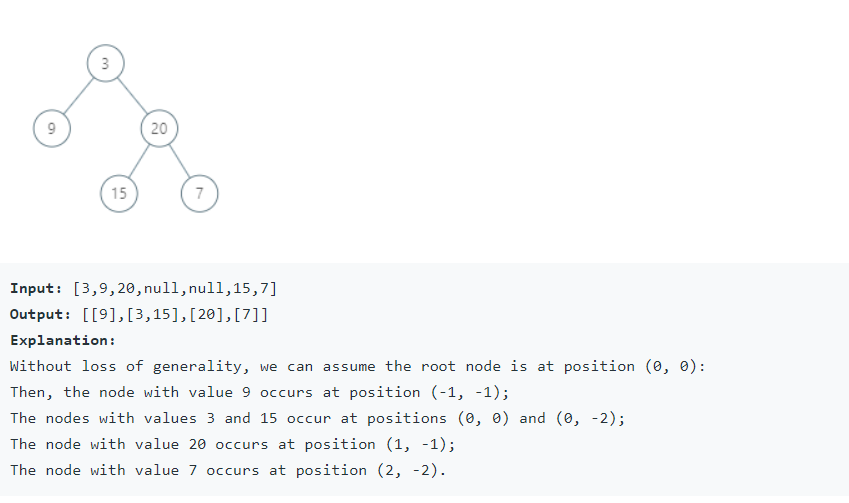 3
9
20
15
7
Input: [3,9,20,null,null,15,7]
Output: [[9],[3,15],[20],[7]]
Explanation:
Without loss of generality, we can assume the root node is at position (0, 0):
Then, the node with value 9 occurs at position (-1, -1);
The nodes with values 3 and 15 occur at positions (0, 0) and (0, -2);
The node with value 20 occurs at position (1, -1);
The node with value 7 occurs at position (2, -2).